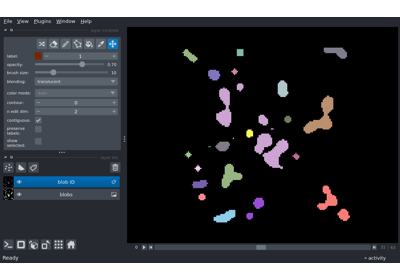 File View Plugins Window Help
label: 1
opacity: 0.70
brush size: 10
blending: translucent
color mode:
contour: 0
n edit dim: 2
contiguous:
preserve labels:
show selected:
blob ID
blobs
Ready
activity